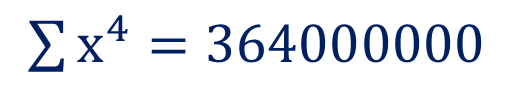 ∑ x⁴ = 364000000